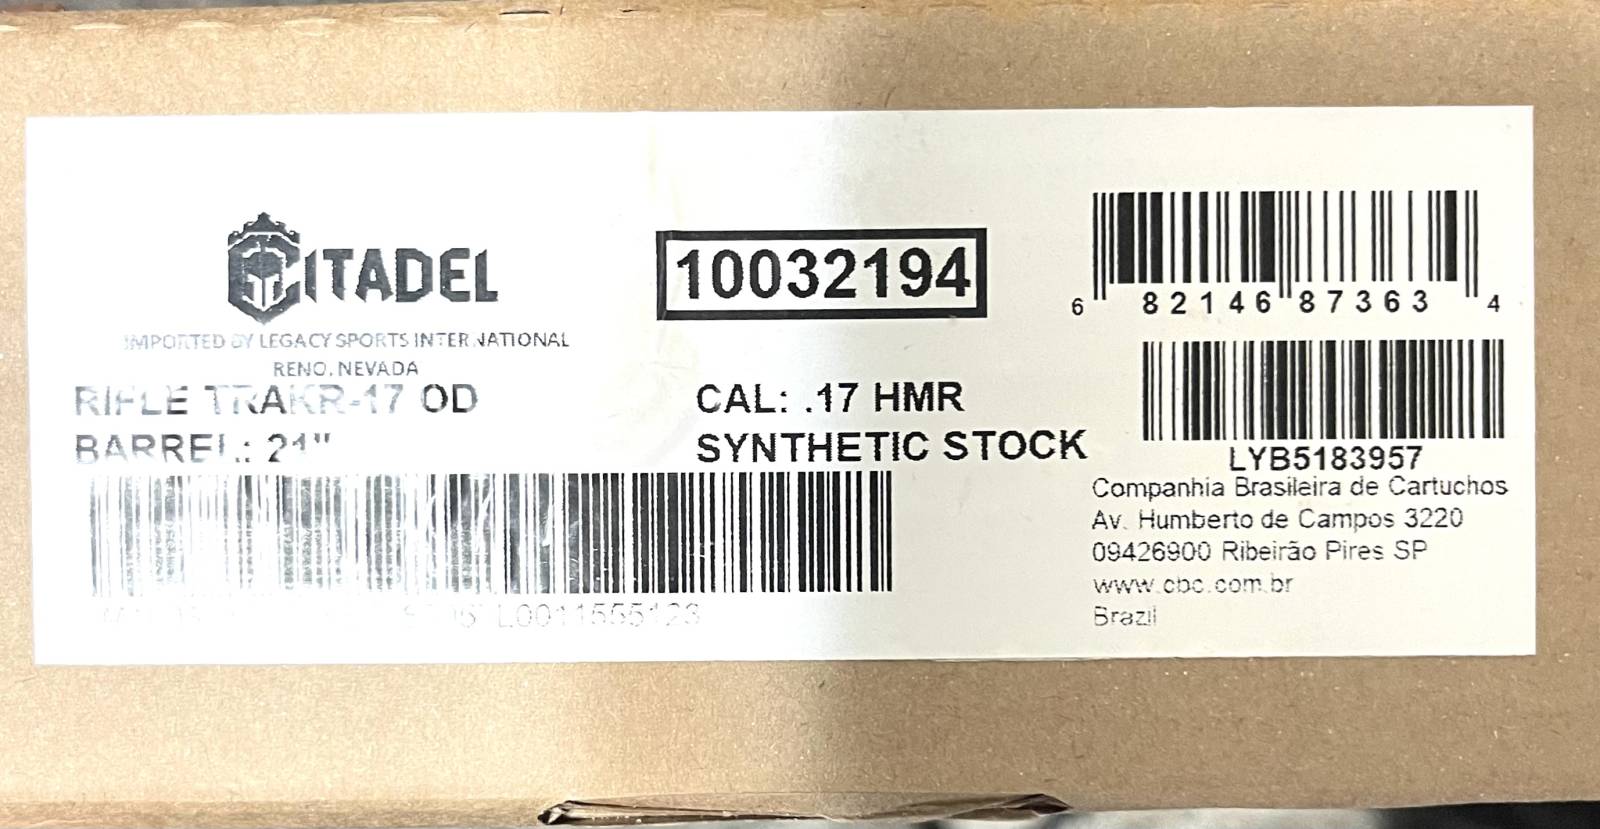 CITADEL
IMPORTED BY LEGACY SPORTS INTERNATIONAL
RENO, NEVADA
10032194
RIFLE TRAKR-17 OD
BARREL: 21"
CAL: .17 HMR
SYNTHETIC STOCK
6 82146 87363 4
LYB5183957
Companhia Brasileira de Cartuchos
Av. Humberto de Campos 3220
09426900 Ribeirão Pires SP
www.cbc.com.br
Brazil
L0011555123